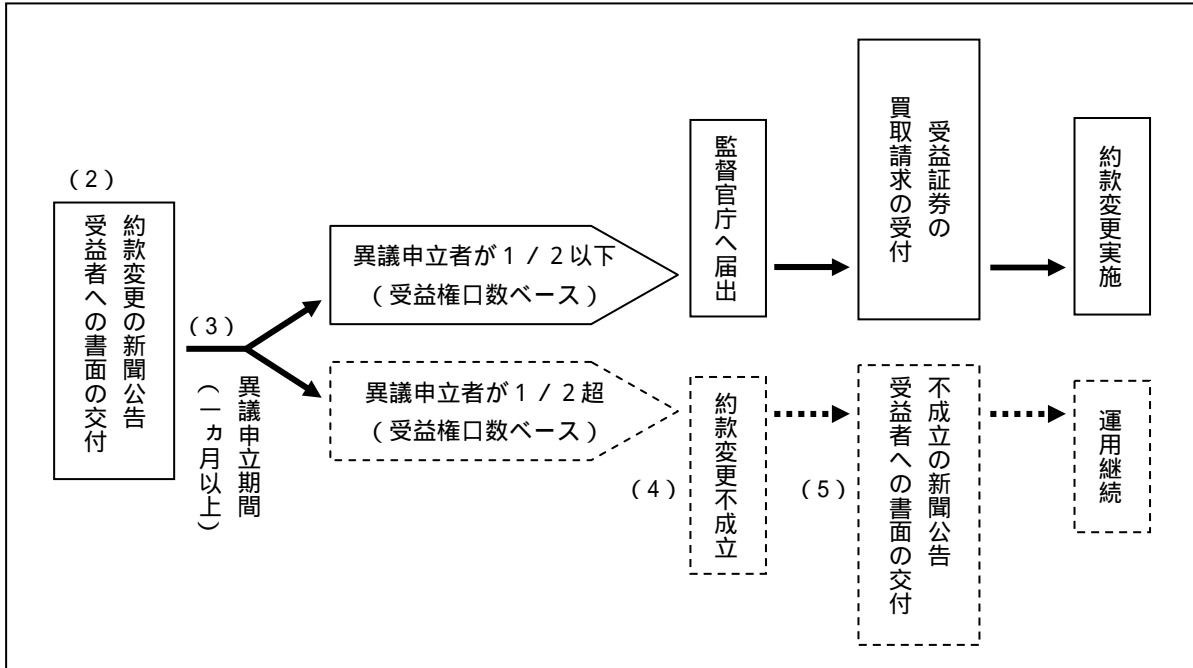 （２）
約款変更の新聞公告
受益者への書面の交付
（３）
異議申立期間
（一ヵ月以上）
異議申立者が１／２以下
（受益権口数ベース）
監督官庁へ届出
受益証券の
買取請求の受付
約款変更実施
異議申立者が１／２超
（受益権口数ベース）
（４）
約款変更不成立
（５）
不成立の新聞公告
受益者への書面の交付
運用継続